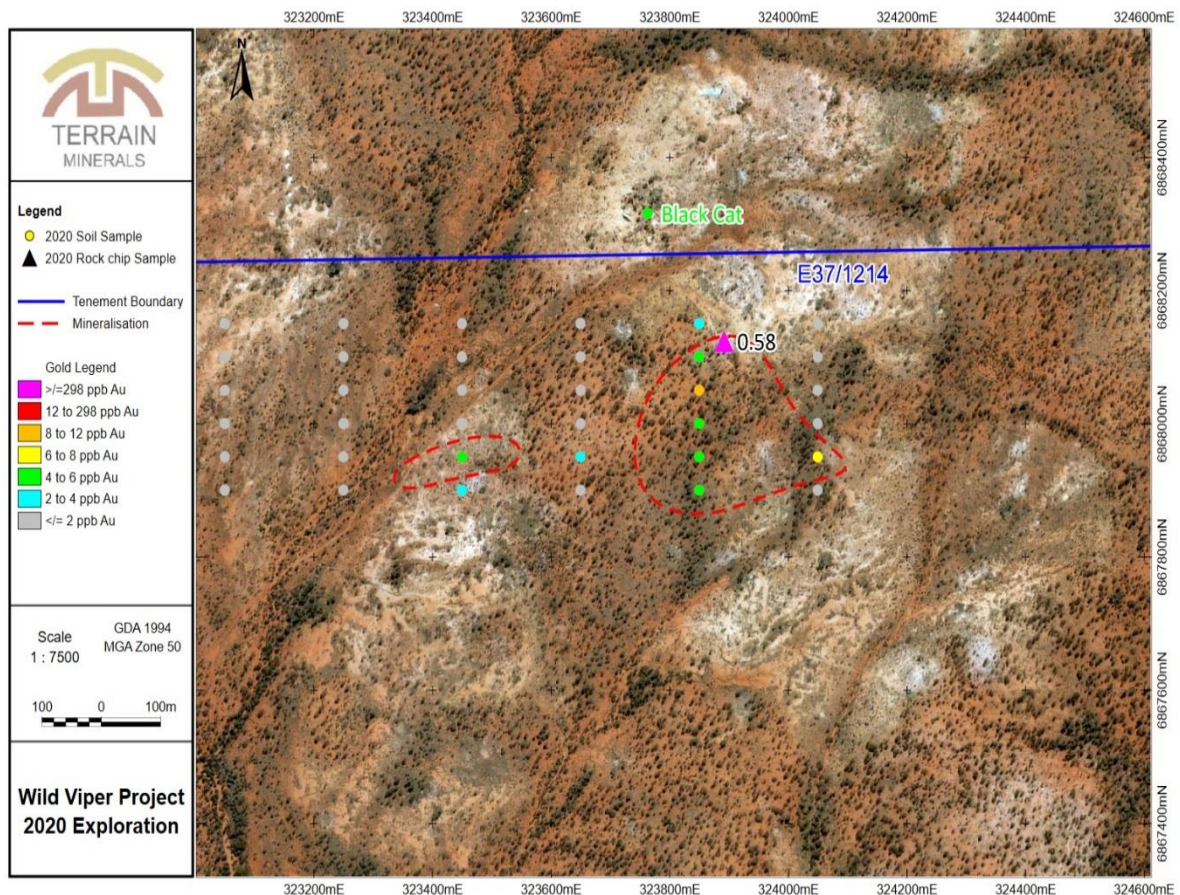 323200mE 323400mE 323600mE 323800mE 324000mE 324200mE 324400mE 324600mE
TERRAIN
MINERALS
Legend
2020 Soil Sample
2020 Rock chip Sample
Tenement Boundary
Mineralisation
Gold Legend
>/=298 ppb Au
12 to 298 ppb Au
8 to 12 ppb Au
6 to 8 ppb Au
4 to 6 ppb Au
2 to 4 ppb Au
</= 2 ppb Au
Scale
1 : 7500
GDA 1994
MGA Zone 50
100 0 100m
Wild Viper Project
2020 Exploration
N
Black Cat
E37/1214
0.58
6868400mN
6868200mN
6868000mN
6867800mN
6867600mN
6867400mN
323200mE 323400mE 323600mE 323800mE 324000mE 324200mE 324400mE 324600mE